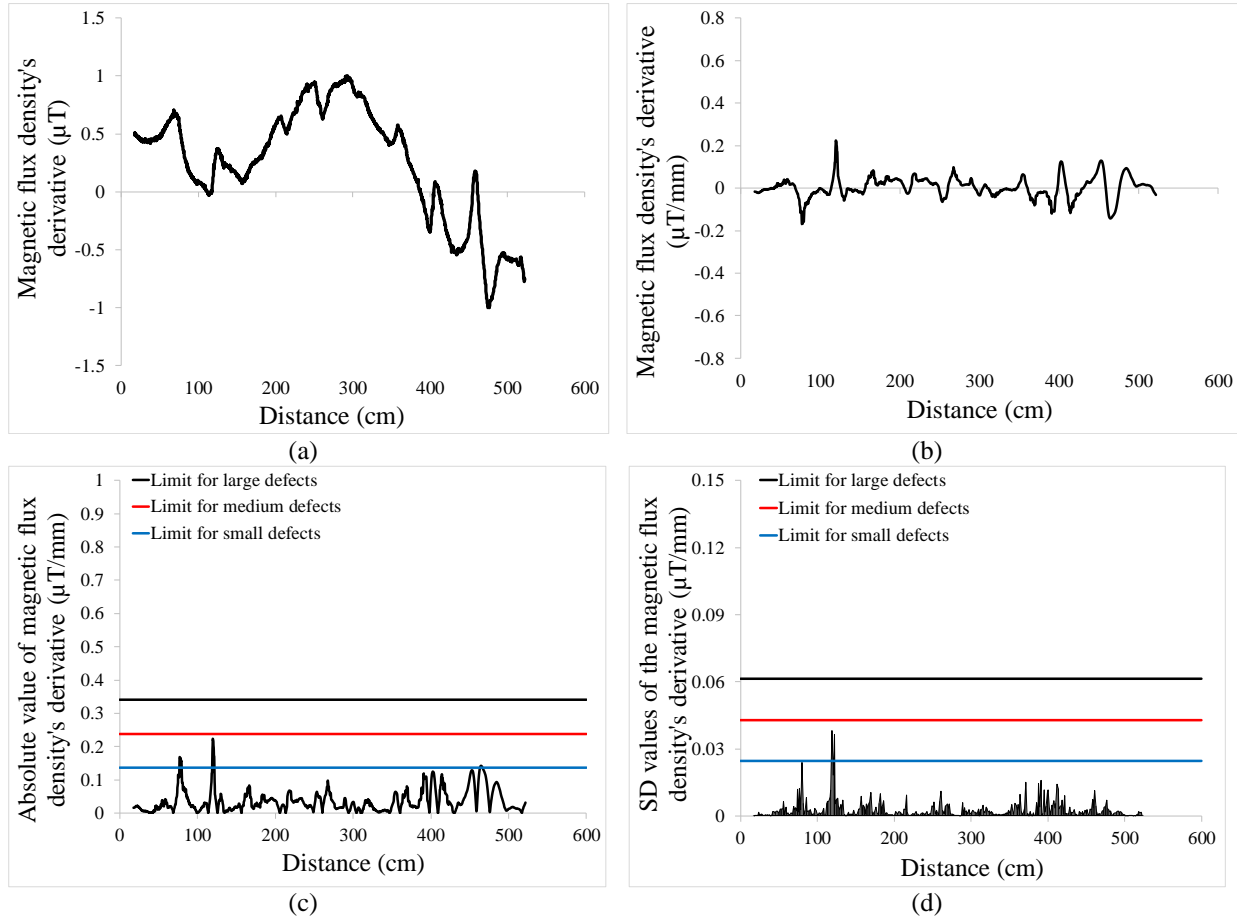 Magnetic flux density's
derivative (µT)
1.5
1
0.5
0
-0.5
-1
-1.5
0 100 200 300 400 500 600
Distance (cm)
(a)
Magnetic flux density's derivative
(µT/mm)
0.8
0.6
0.4
0.2
0
-0.2
-0.4
-0.6
-0.8
0 100 200 300 400 500 600
Distance (cm)
(b)
Absolute value of magnetic flux
density's derivative (µT/mm)
Limit for large defects
Limit for medium defects
Limit for small defects
1
0.9
0.8
0.7
0.6
0.5
0.4
0.3
0.2
0.1
0
0 100 200 300 400 500 600
Distance (cm)
(c)
SD values of the magnetic flux
density's derivative (µT/mm)
Limit for large defects
Limit for medium defects
Limit for small defects
0.15
0.12
0.09
0.06
0.03
0
0 100 200 300 400 500 600
Distance (cm)
(d)